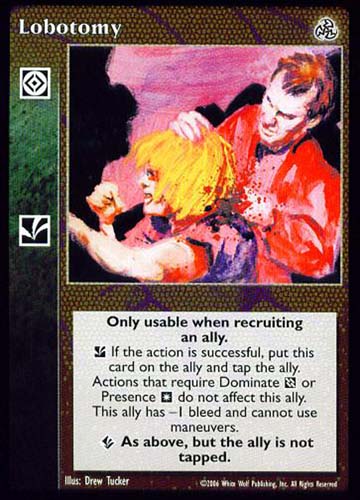 Lobotomy
Only usable when recruiting
an ally.
If the action is successful, put this
card on the ally and tap the ally.
Actions that require Dominate or
Presence do not affect this ally.
This ally has –1 bleed and cannot use
maneuvers.
As above, but the ally is not
tapped.
Illus: Drew Tucker ©2006 White Wolf Publishing, Inc. All Rights Reserved